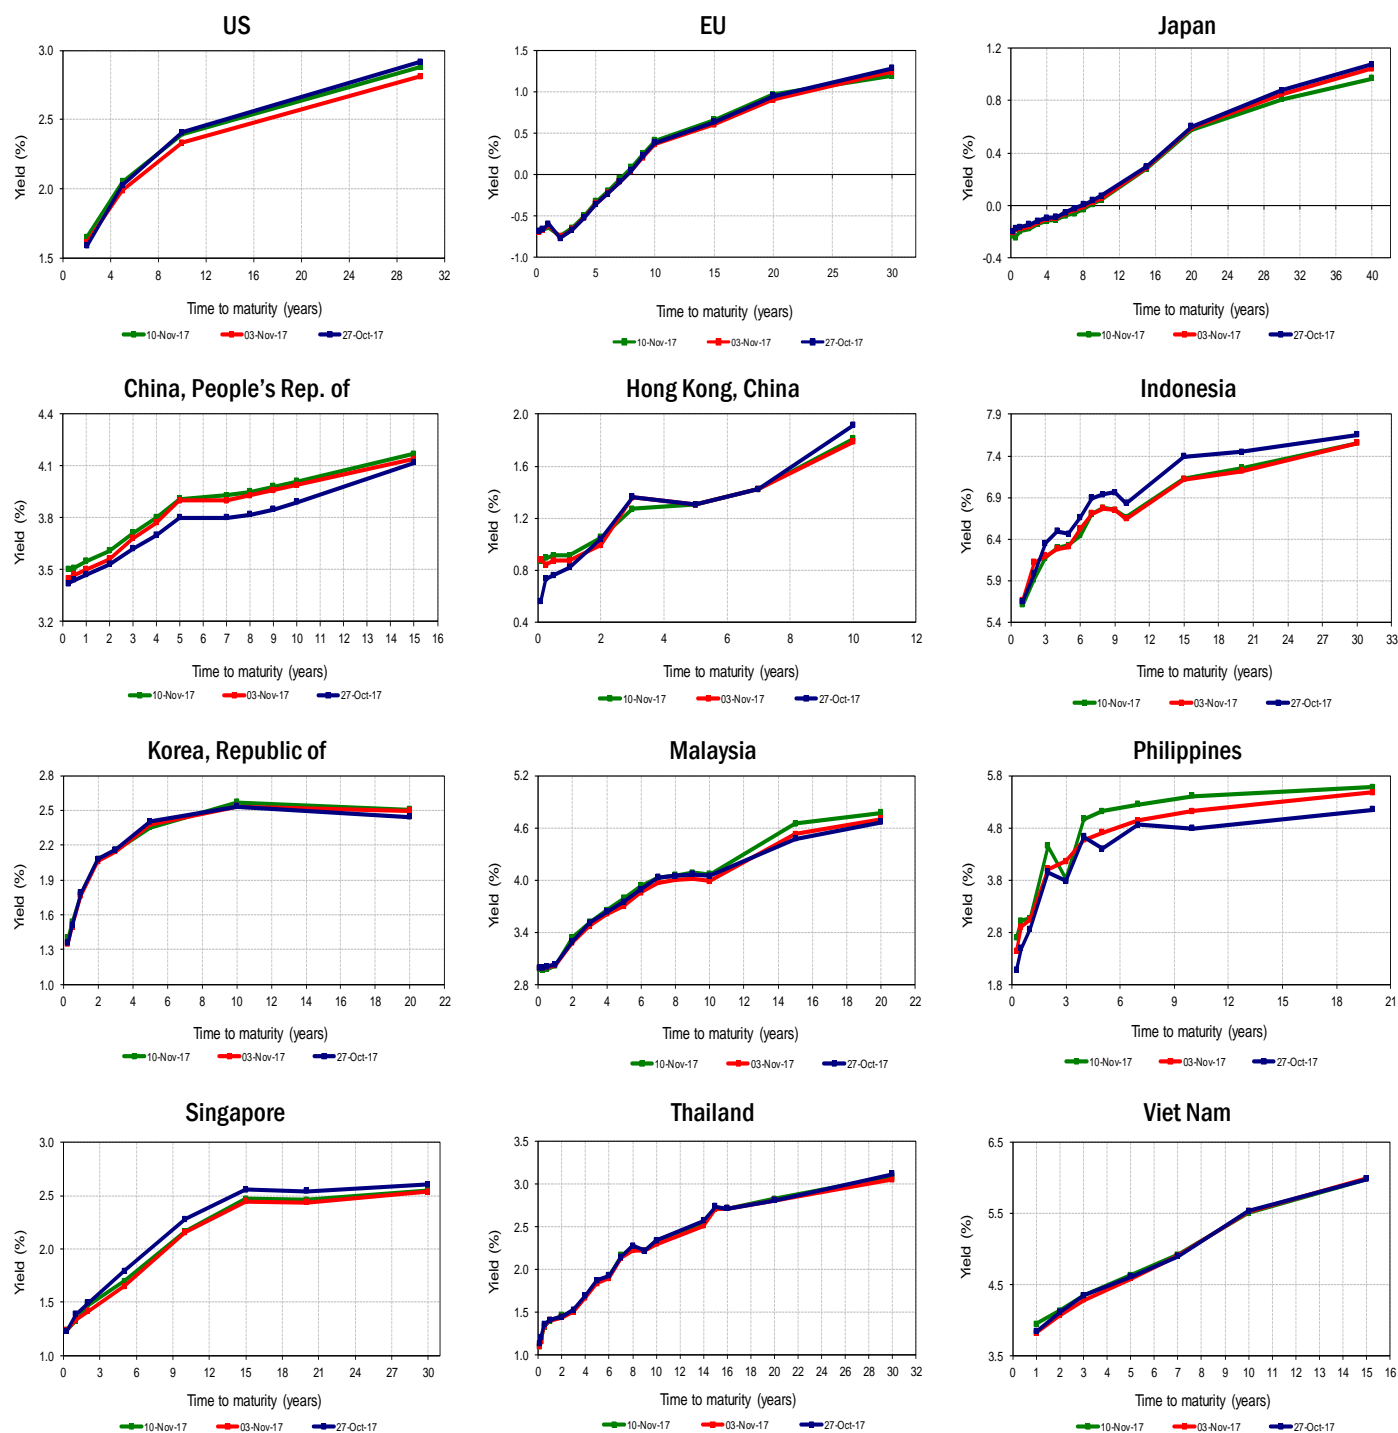 US
3.0
2.5
2.0
1.5
Yield (%)
0 4 8 12 16 20 24 28 32
Time to maturity (years)
10-Nov-17 03-Nov-17 27-Oct-17
EU
1.5
1.0
0.5
0.0
-0.5
-1.0
Yield (%)
0 5 10 15 20 25 30
Time to maturity (years)
10-Nov-17 03-Nov-17 27-Oct-17
Japan
1.2
0.8
0.4
0.0
-0.4
Yield (%)
0 4 8 12 16 20 24 28 32 36 40
Time to maturity (years)
10-Nov-17 03-Nov-17 27-Oct-17
China, People's Rep. of
4.4
4.1
3.8
3.5
3.2
Yield (%)
0 1 2 3 4 5 6 7 8 9 10 11 12 13 14 15 16
Time to maturity (years)
10-Nov-17 03-Nov-17 27-Oct-17
Hong Kong, China
2.0
1.6
1.2
0.8
0.4
Yield (%)
0 2 4 6 8 10 12
Time to maturity (years)
10-Nov-17 03-Nov-17 27-Oct-17
Indonesia
7.9
7.4
6.9
6.4
5.9
5.4
Yield (%)
0 3 6 9 12 15 18 21 24 27 30 33
Time to maturity (years)
10-Nov-17 03-Nov-17 27-Oct-17
Korea, Republic of
2.8
2.5
2.2
1.9
1.6
1.3
1.0
Yield (%)
0 2 4 6 8 10 12 14 16 18 20 22
Time to maturity (years)
10-Nov-17 03-Nov-17 27-Oct-17
Malaysia
5.2
4.6
4.0
3.4
2.8
Yield (%)
0 2 4 6 8 10 12 14 16 18 20 22
Time to maturity (years)
10-Nov-17 03-Nov-17 27-Oct-17
Philippines
5.8
4.8
3.8
2.8
1.8
Yield (%)
0 3 6 9 12 15 18 21
Time to maturity (years)
10-Nov-17 03-Nov-17 27-Oct-17
Singapore
3.0
2.5
2.0
1.5
1.0
Yield (%)
0 3 6 9 12 15 18 21 24 27 30
Time to maturity (years)
10-Nov-17 03-Nov-17 27-Oct-17
Thailand
3.5
3.0
2.5
2.0
1.5
1.0
Yield (%)
0 2 4 6 8 10 12 14 16 18 20 22 24 26 28 30 32
Time to maturity (years)
10-Nov-17 03-Nov-17 27-Oct-17
Viet Nam
6.5
5.5
4.5
3.5
Yield (%)
0 1 2 3 4 5 6 7 8 9 10 11 12 13 14 15 16
Time to maturity (years)
10-Nov-17 03-Nov-17 27-Oct-17